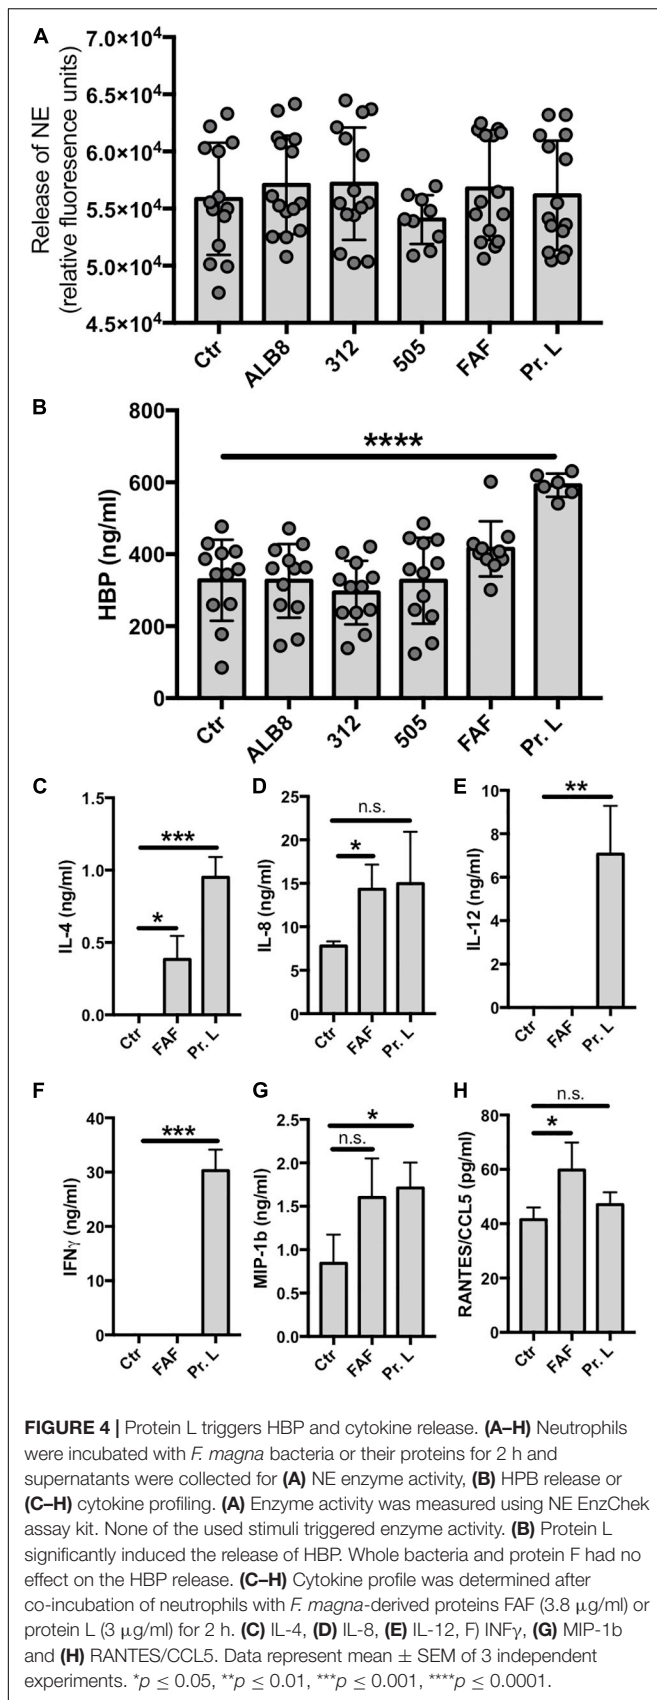 A
7.0×10⁴
6.5×10⁴
6.0×10⁴
5.5×10⁴
5.0×10⁴
4.5×10⁴
Release of NE
(relative fluoresence units)
Ctr
ALB8
312
505
FAF
Pr. L
B
800
600
400
200
0
HBP (ng/ml)
****
Ctr
ALB8
312
505
FAF
Pr. L
C
1.5
1.0
0.5
0.0
IL-4 (ng/ml)
***
*
Ctr
FAF
Pr. L
D
25
20
15
10
5
0
IL-8 (ng/ml)
n.s.
*
Ctr
FAF
Pr. L
E
10
8
6
4
2
0
IL-12 (ng/ml)
**
Ctr
FAF
Pr. L
F
40
30
20
10
0
IFNγ (ng/ml)
***
Ctr
FAF
Pr. L
G
2.5
2.0
1.5
1.0
0.5
0.0
MIP-1b (ng/ml)
*
n.s.
Ctr
FAF
Pr. L
H
80
60
40
20
0
RANTES/CCL5 (pg/ml)
n.s.
*
Ctr
FAF
Pr. L
FIGURE 4 | Protein L triggers HBP and cytokine release. (A–H) Neutrophils
were incubated with F. magna bacteria or their proteins for 2 h and
supernatants were collected for (A) NE enzyme activity, (B) HPB release or
(C–H) cytokine profiling. (A) Enzyme activity was measured using NE EnzChek
assay kit. None of the used stimuli triggered enzyme activity. (B) Protein L
significantly induced the release of HBP. Whole bacteria and protein F had no
effect on the HBP release. (C–H) Cytokine profile was determined after
co-incubation of neutrophils with F. magna-derived proteins FAF (3.8 μg/ml) or
protein L (3 μg/ml) for 2 h. (C) IL-4, (D) IL-8, (E) IL-12, F) INFγ, (G) MIP-1b
and (H) RANTES/CCL5. Data represent mean ± SEM of 3 independent
experiments. *p ≤ 0.05, **p ≤ 0.01, ***p ≤ 0.001, ****p ≤ 0.0001.